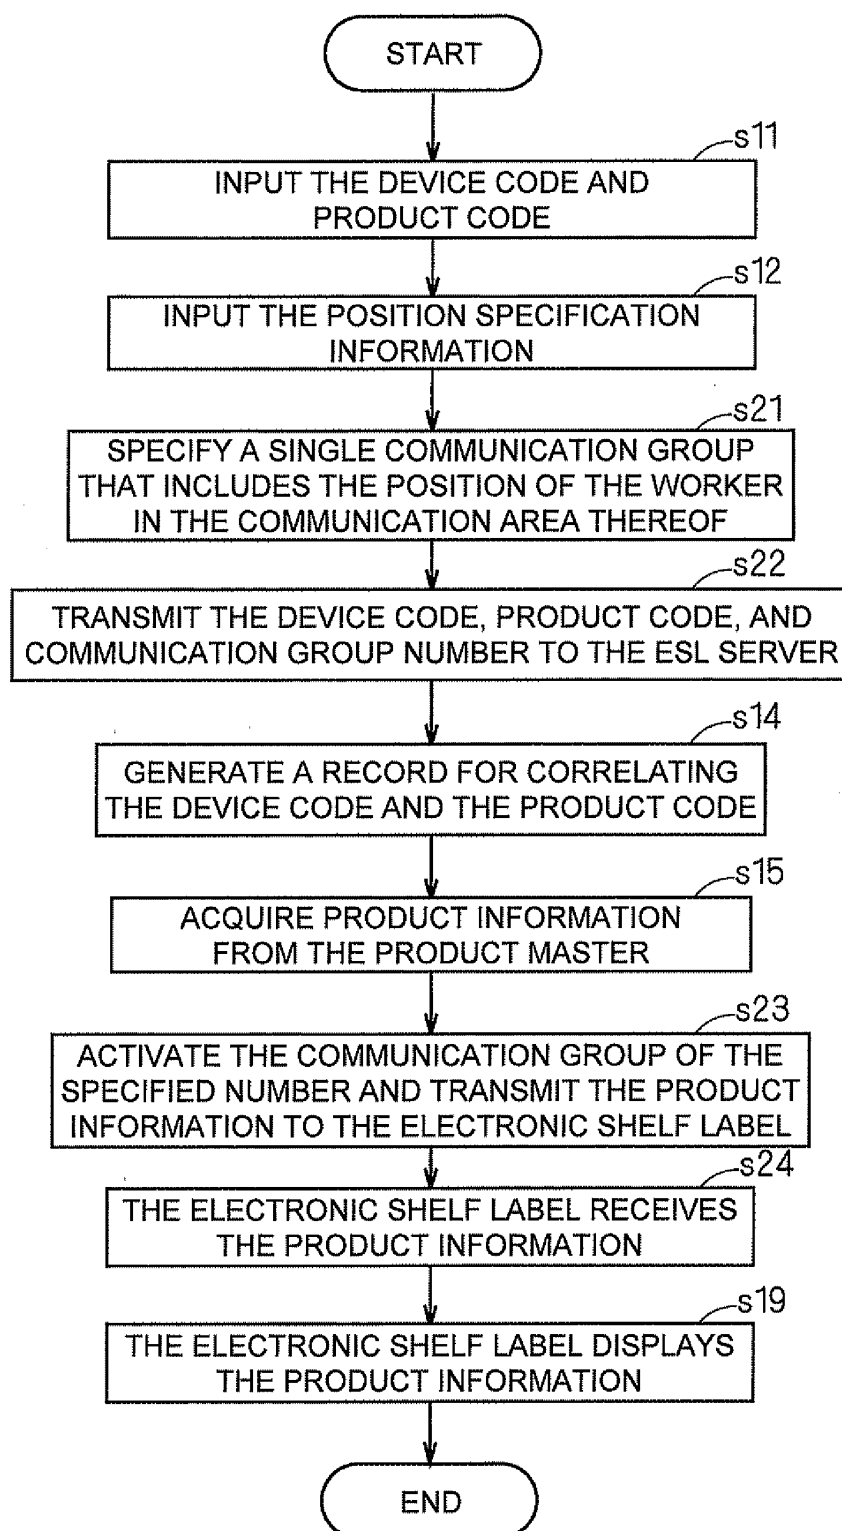 START
s11
INPUT THE DEVICE CODE AND
PRODUCT CODE
s12
INPUT THE POSITION SPECIFICATION
INFORMATION
s21
SPECIFY A SINGLE COMMUNICATION GROUP
THAT INCLUDES THE POSITION OF THE WORKER
IN THE COMMUNICATION AREA THEREOF
s22
TRANSMIT THE DEVICE CODE, PRODUCT CODE, AND
COMMUNICATION GROUP NUMBER TO THE ESL SERVER
s14
GENERATE A RECORD FOR CORRELATING
THE DEVICE CODE AND THE PRODUCT CODE
s15
ACQUIRE PRODUCT INFORMATION
FROM THE PRODUCT MASTER
s23
ACTIVATE THE COMMUNICATION GROUP OF THE
SPECIFIED NUMBER AND TRANSMIT THE PRODUCT
INFORMATION TO THE ELECTRONIC SHELF LABEL
s24
THE ELECTRONIC SHELF LABEL RECEIVES
THE PRODUCT INFORMATION
s19
THE ELECTRONIC SHELF LABEL DISPLAYS
THE PRODUCT INFORMATION
END